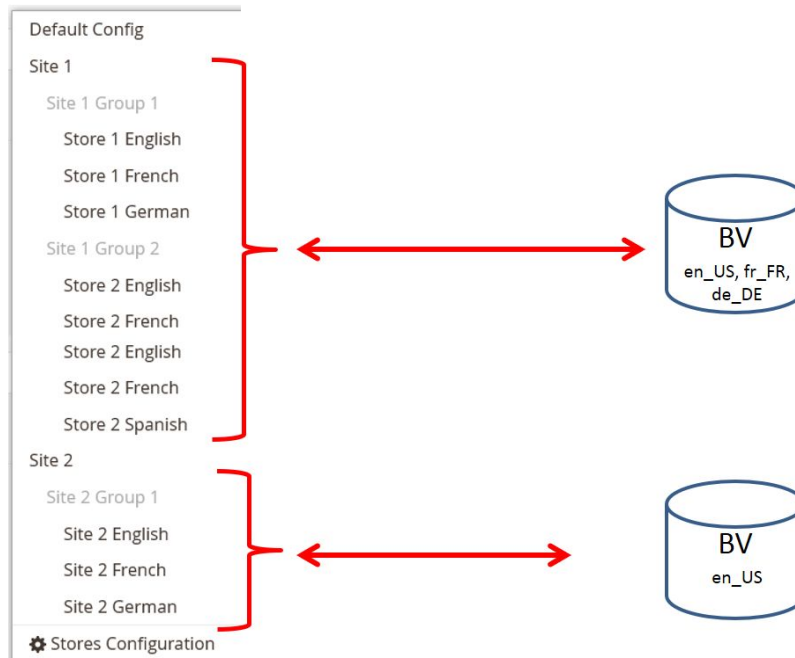 Default Config
Site 1
Site 1 Group 1
Store 1 English
Store 1 French
Store 1 German
Site 1 Group 2
Store 2 English
Store 2 French
Store 2 English
Store 2 French
Store 2 Spanish
Site 2
Site 2 Group 1
Site 2 English
Site 2 French
Site 2 German
Stores Configuration
BV
en_US, fr_FR,
de_DE
BV
en_US